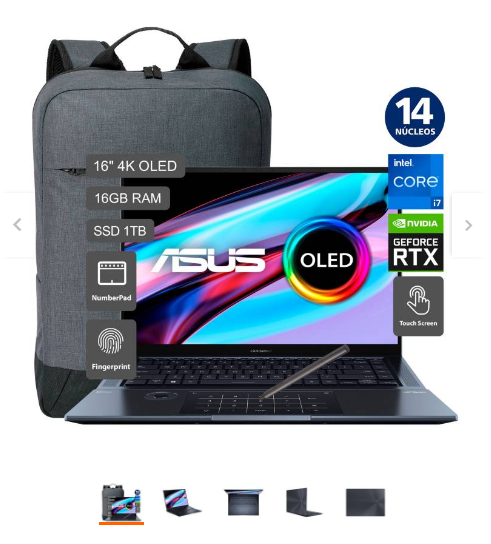 14
NÚCLEOS
16" 4K OLED
intel.
CORE
i7
16GB RAM
SSD 1TB
NVIDIA
GEFORCE
RTX
ASUS
OLED
NumberPad
Touch Screen
Fingerprint